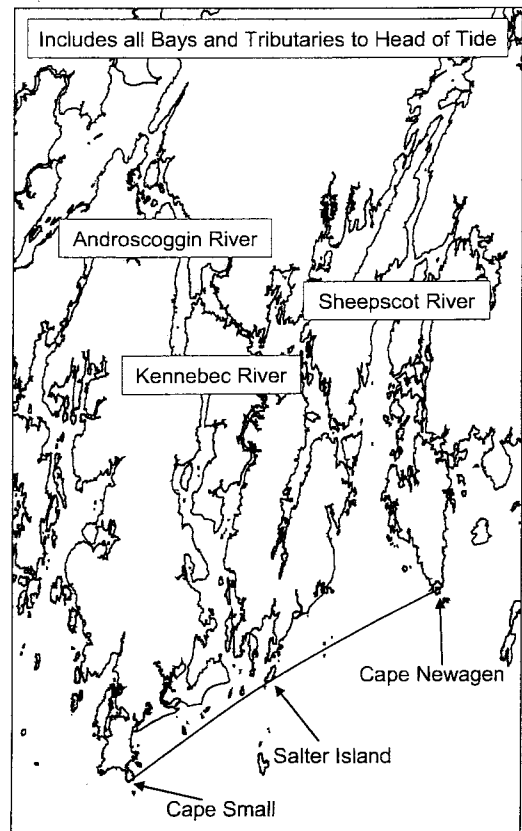 Includes all Bays and Tributaries to Head of Tide
Androscoggin River
Sheepscot River
Kennebec River
Cape Newagen
Salter Island
Cape Small